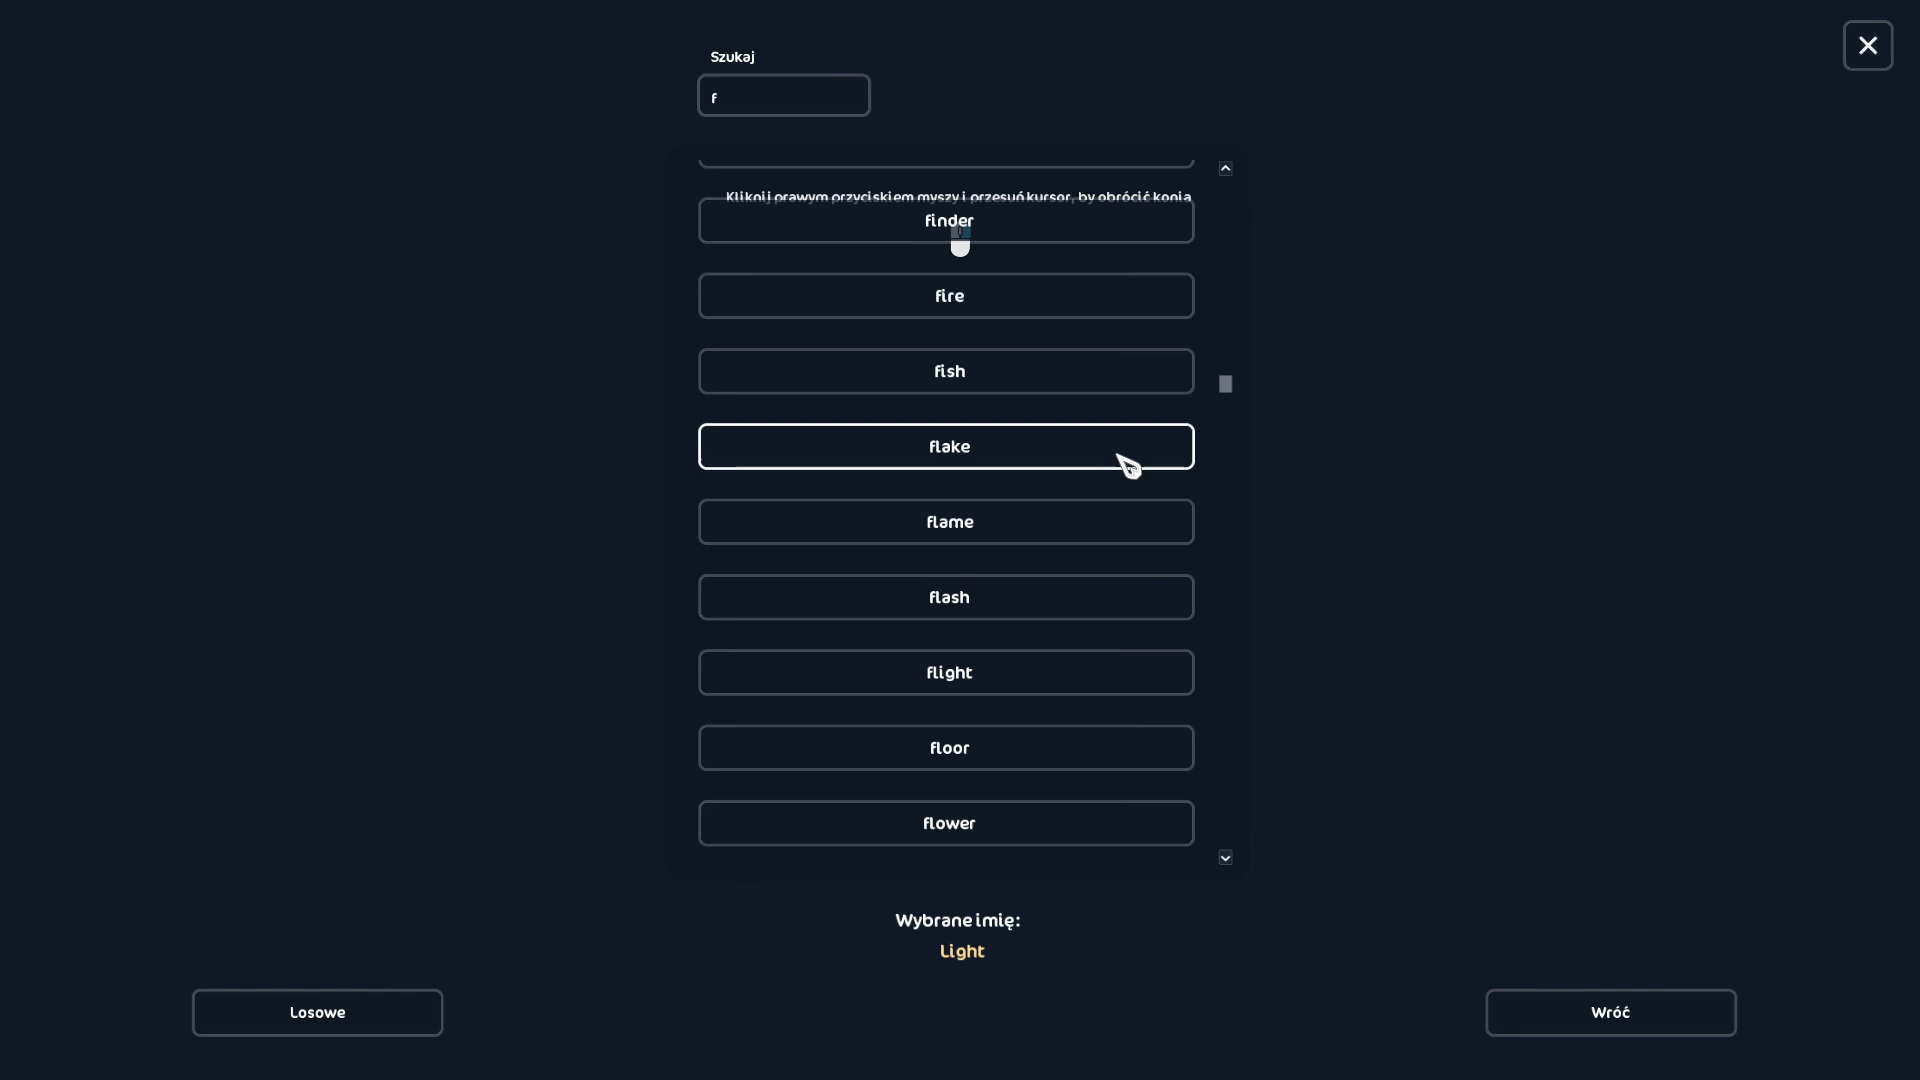 Szukaj
f
Kliknij prawym przyciskiem myszy i przesuń kursor, by obrócić konia
finder
fire
fish
flake
flame
flash
flight
floor
flower
Wybrane imię:
Light
Losowe
Wróć